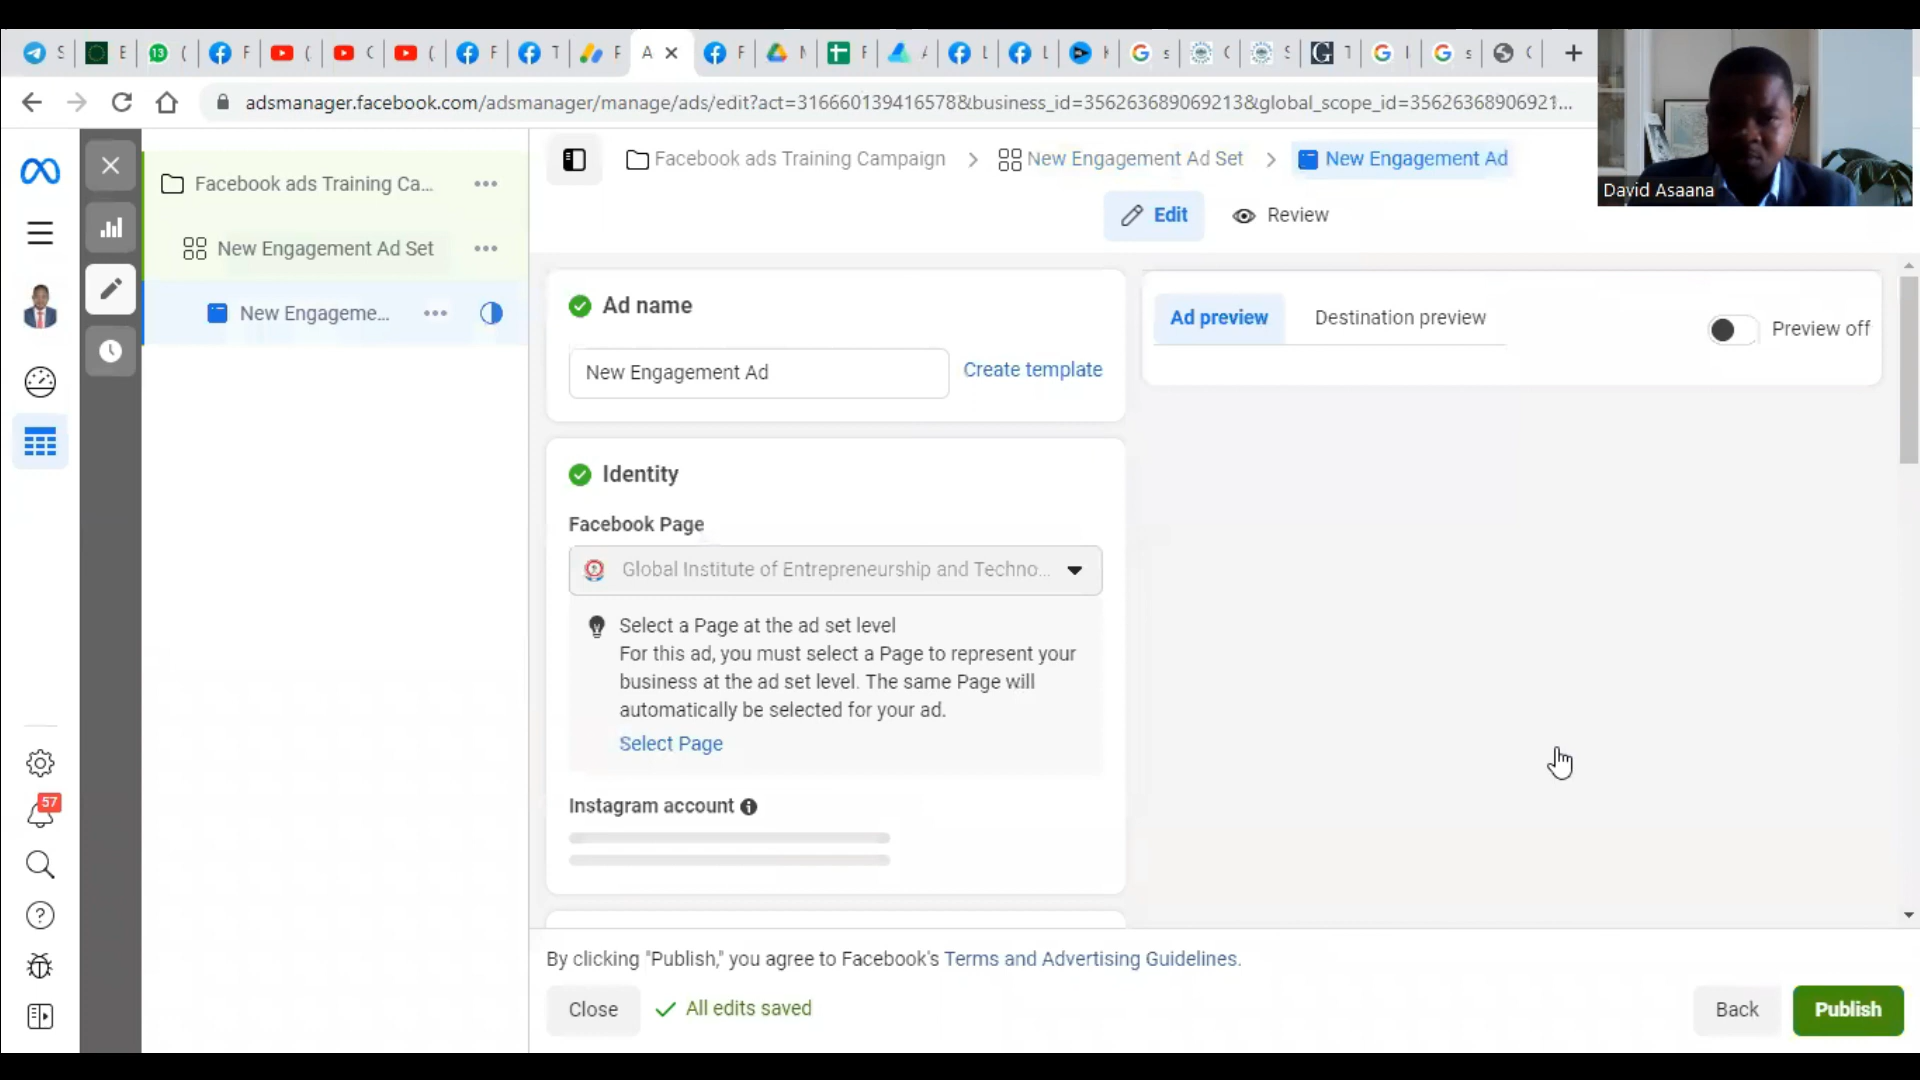 adsmanager.facebook.com/adsmanager/manage/ads/edit?act=3166601394165788&business_id=356263689069213&global_scope_id=35626368906921...
David Asaana
Facebook ads Training Ca...
New Engagement Ad Set
New Engageme...
Facebook ads Training Campaign
New Engagement Ad Set
New Engagement Ad
Edit
Review
Ad name
New Engagement Ad
Create template
Identity
Facebook Page
Global Institute of Entrepreneurship and Techno...
Select a Page at the ad set level
For this ad, you must select a Page to represent your
business at the ad set level. The same Page will
automatically be selected for your ad.
Select Page
Instagram account
Ad preview
Destination preview
Preview off
57
By clicking "Publish," you agree to Facebook's Terms and Advertising Guidelines.
Close
All edits saved
Back
Publish